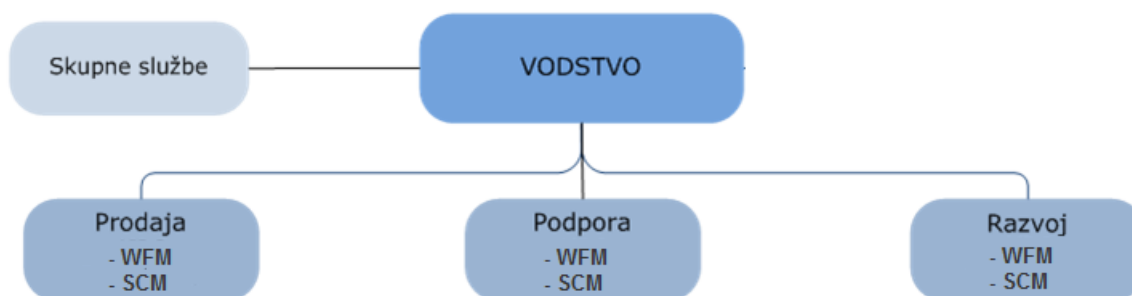 Skupne službe
VODSTVO
Prodaja
- WFM
- SCM
Podpora
- WFM
- SCM
Razvoj
- WFM
- SCM